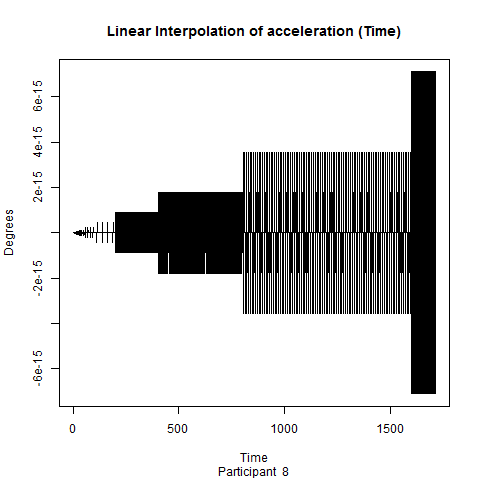 Linear Interpolation of acceleration (Time)
Degrees
6e-15
4e-15
2e-15
-2e-15
-6e-15
0
500
1000
1500
Time
Participant 8